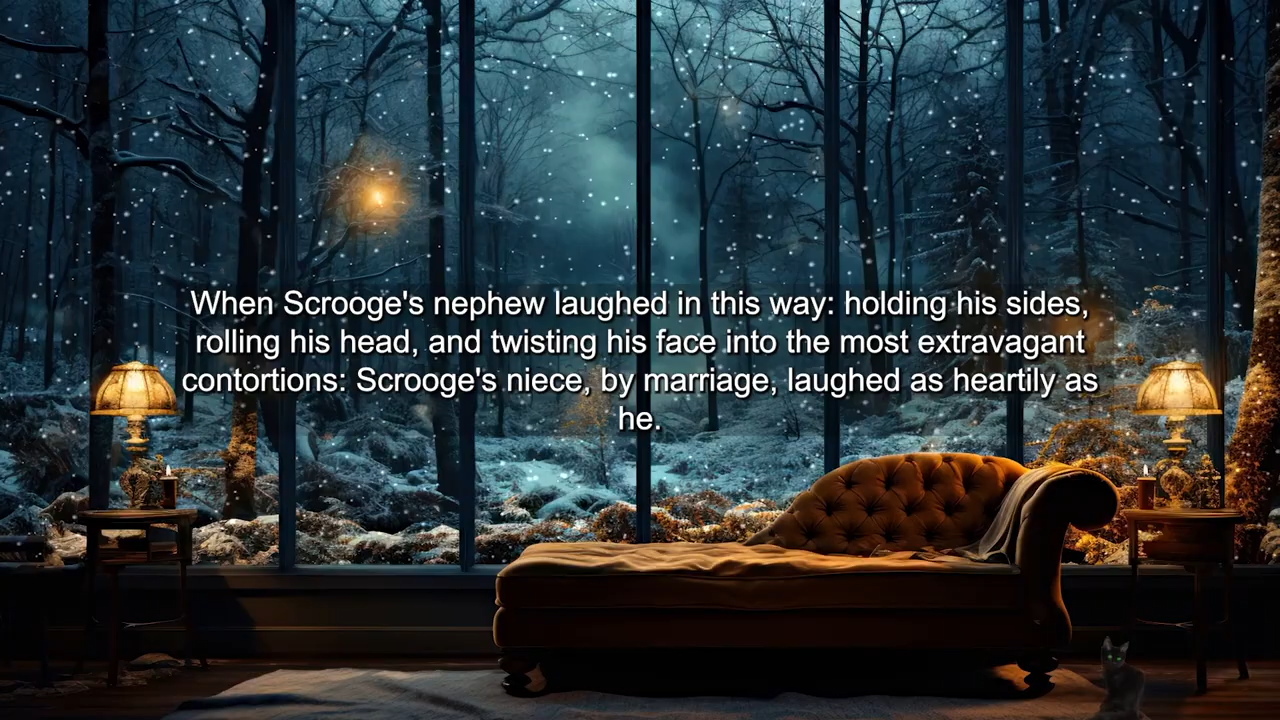 When Scrooge's nephew laughed in this way: holding his sides,
rolling his head, and twisting his face into the most extravagant
contortions: Scrooge's niece, by marriage, laughed as heartily as
he.